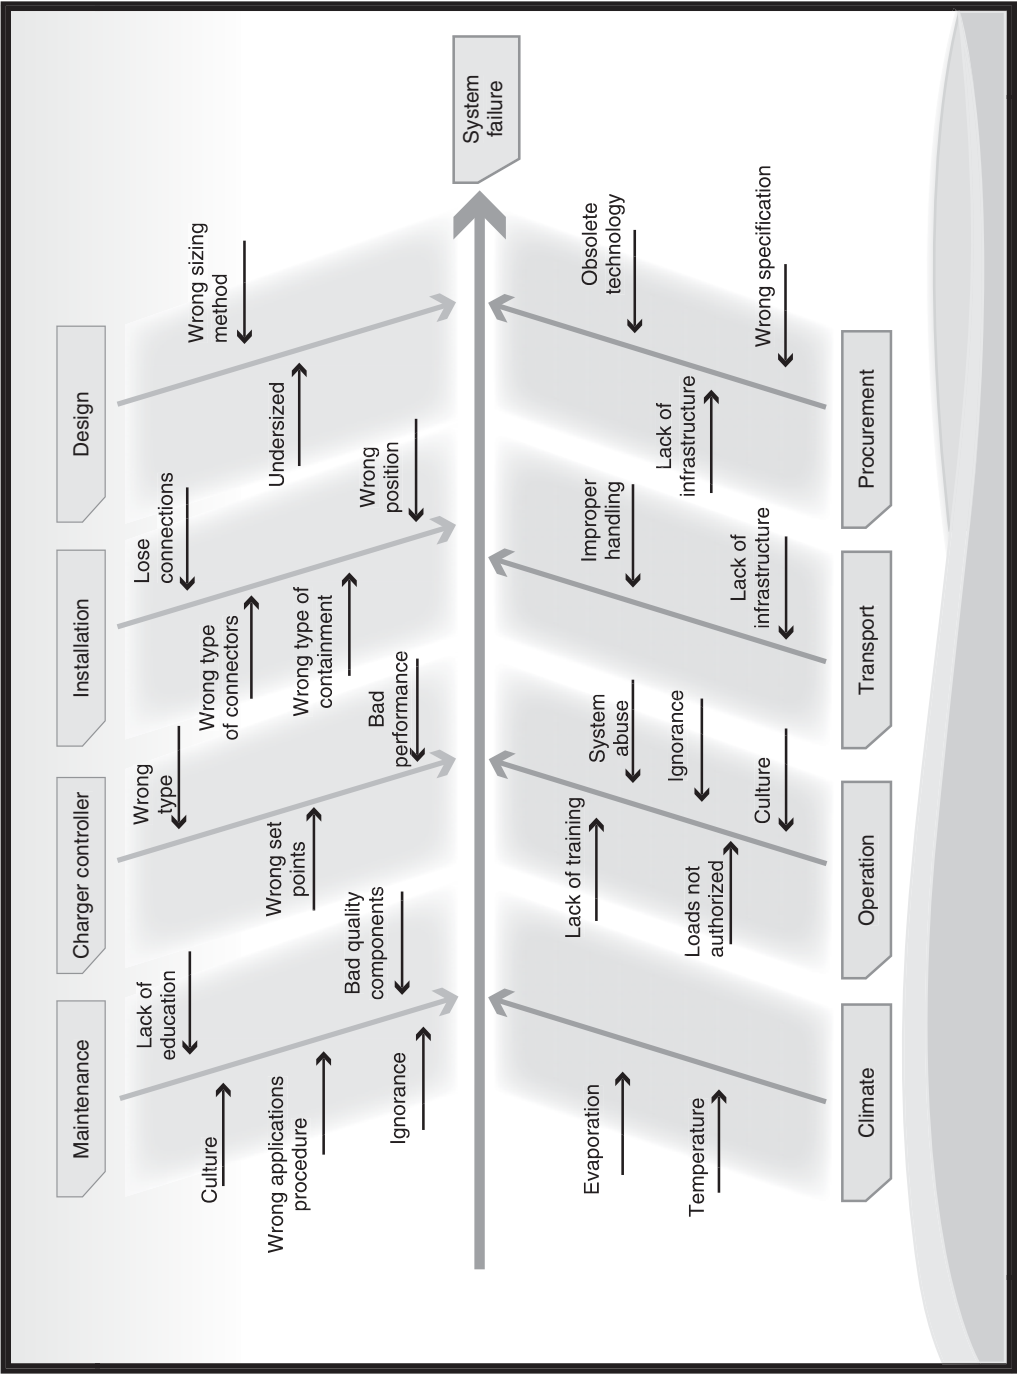 Maintenance
Charger controller
Installation
Design
Lack of
education
Culture
Wrong applications
procedure
Bad quality
components
Ignorance
Wrong
type
Wrong set
points
Bad
performance
Lose
connections
Wrong type
of connectors
Wrong type of
containment
Wrong
position
Wrong sizing
method
Undersized
System
failure
Evaporation
Temperature
Lack of training
System
abuse
Ignorance
Loads not
authorized
Culture
Improper
handling
Lack of
infrastructure
Obsolete
technology
Lack of
infrastructure
Wrong specification
Climate
Operation
Transport
Procurement